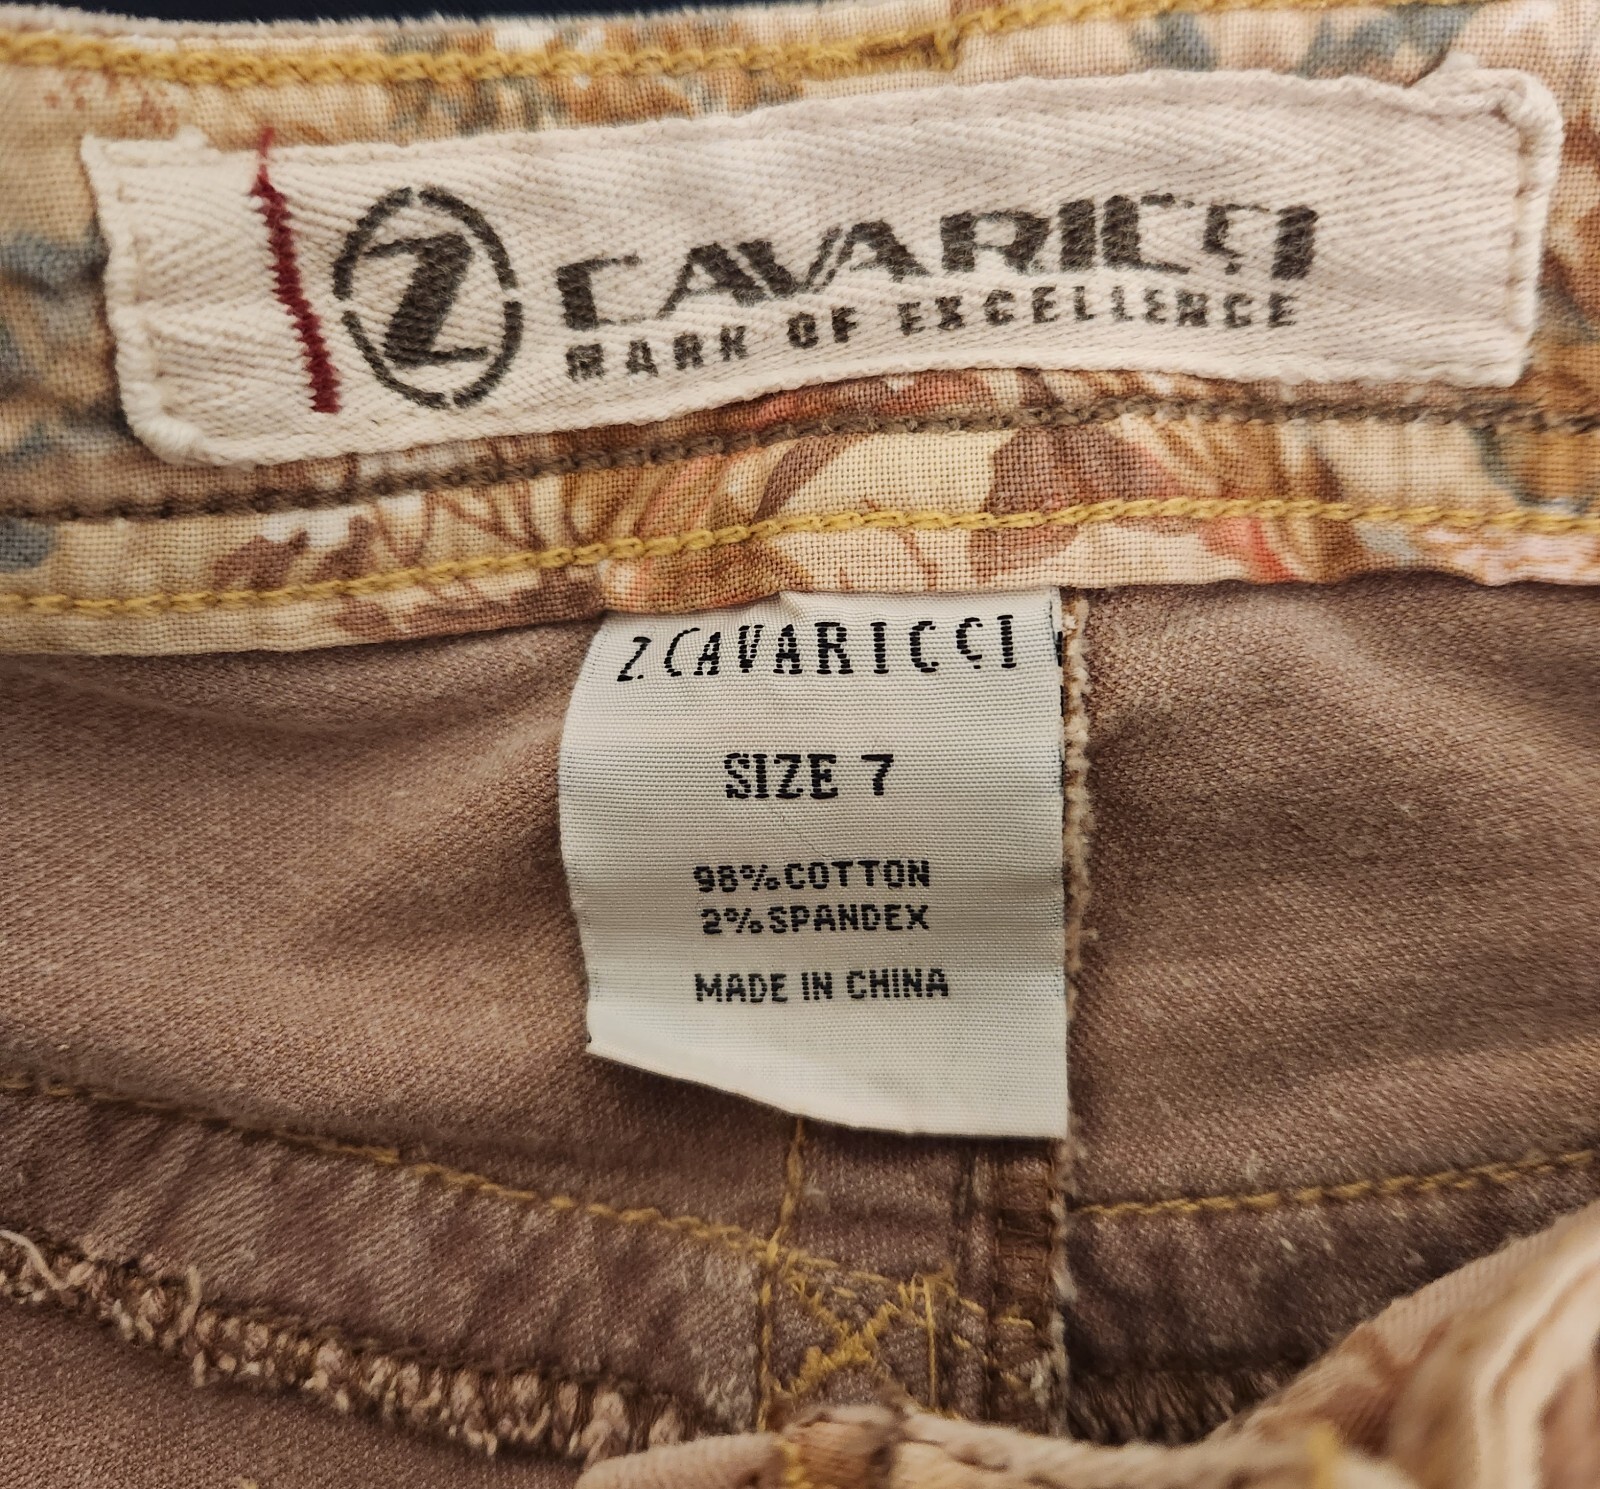 Z CAVARICCI
MARK OF EXCELLENCE
Z. CAVARICCI
SIZE 7
98% COTTON
2% SPANDEX
MADE IN CHINA